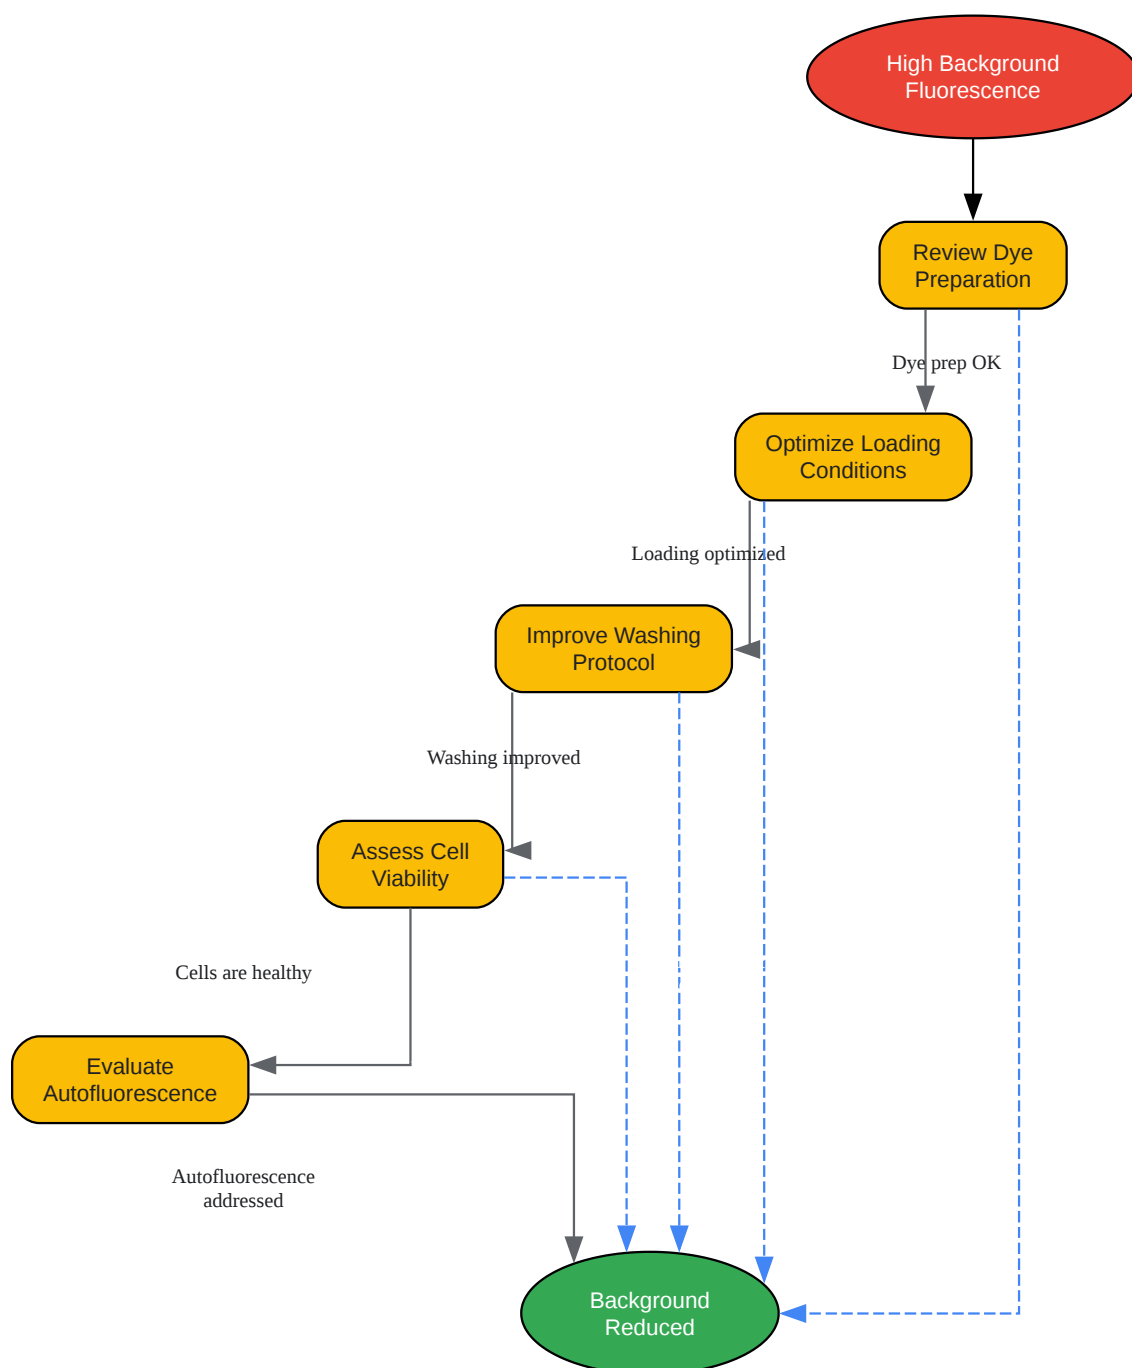 High Background
Fluorescence
Review Dye
Preparation
Dye prep OK
Optimize Loading
Conditions
Loading optimized
Improve Washing
Protocol
Washing improved
Assess Cell
Viability
Cells are healthy
Evaluate
Autofluorescence
Autofluorescence
addressed
Background
Reduced